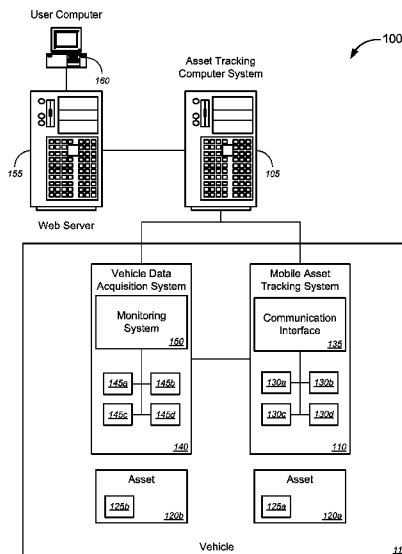 User Computer
100
Asset Tracking
Computer System
160
155
105
Web Server
Vehicle Data
Acquisition System
Mobile Asset
Tracking System
Monitoring
System
150
Communication
Interface
135
145a
145b
130a
130b
145c
145d
130c
130d
140
110
Asset
Asset
125b
125a
120b
120a
Vehicle